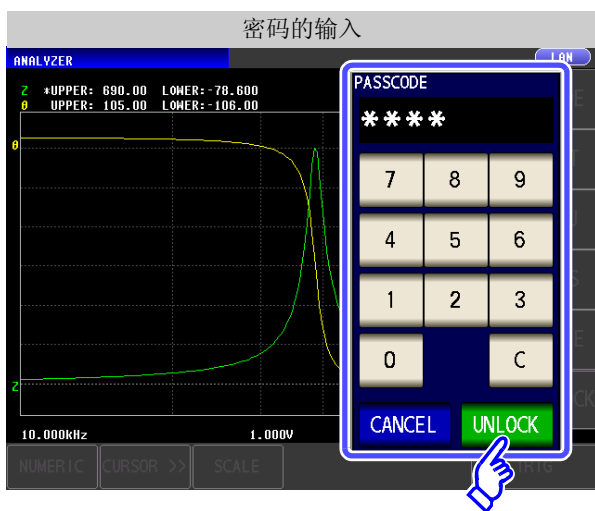 密码的输入
ANALYZER
LAN
Z *UPPER: 690.00 LOWER:-78.600
θ UPPER: 105.00 LOWER:-106.00
θ
Z
10.000kHz 1.000V
PASSCODE
****
7 8 9
4 5 6
1 2 3
0 C
CANCEL UNLOCK
NUMERIC CURSOR >> SCALE